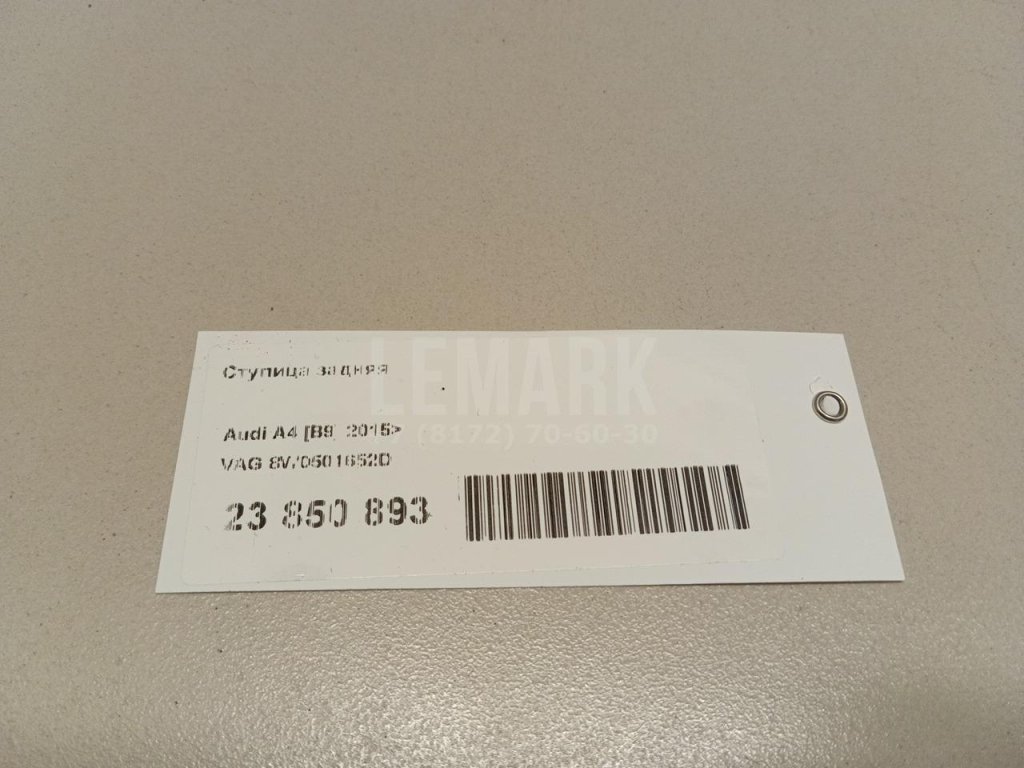 LEMARK
(8172) 70-60-30
Ступица задняя
Audi A4 [B9] 2015>
VAG 8W0501652D
23 850 893